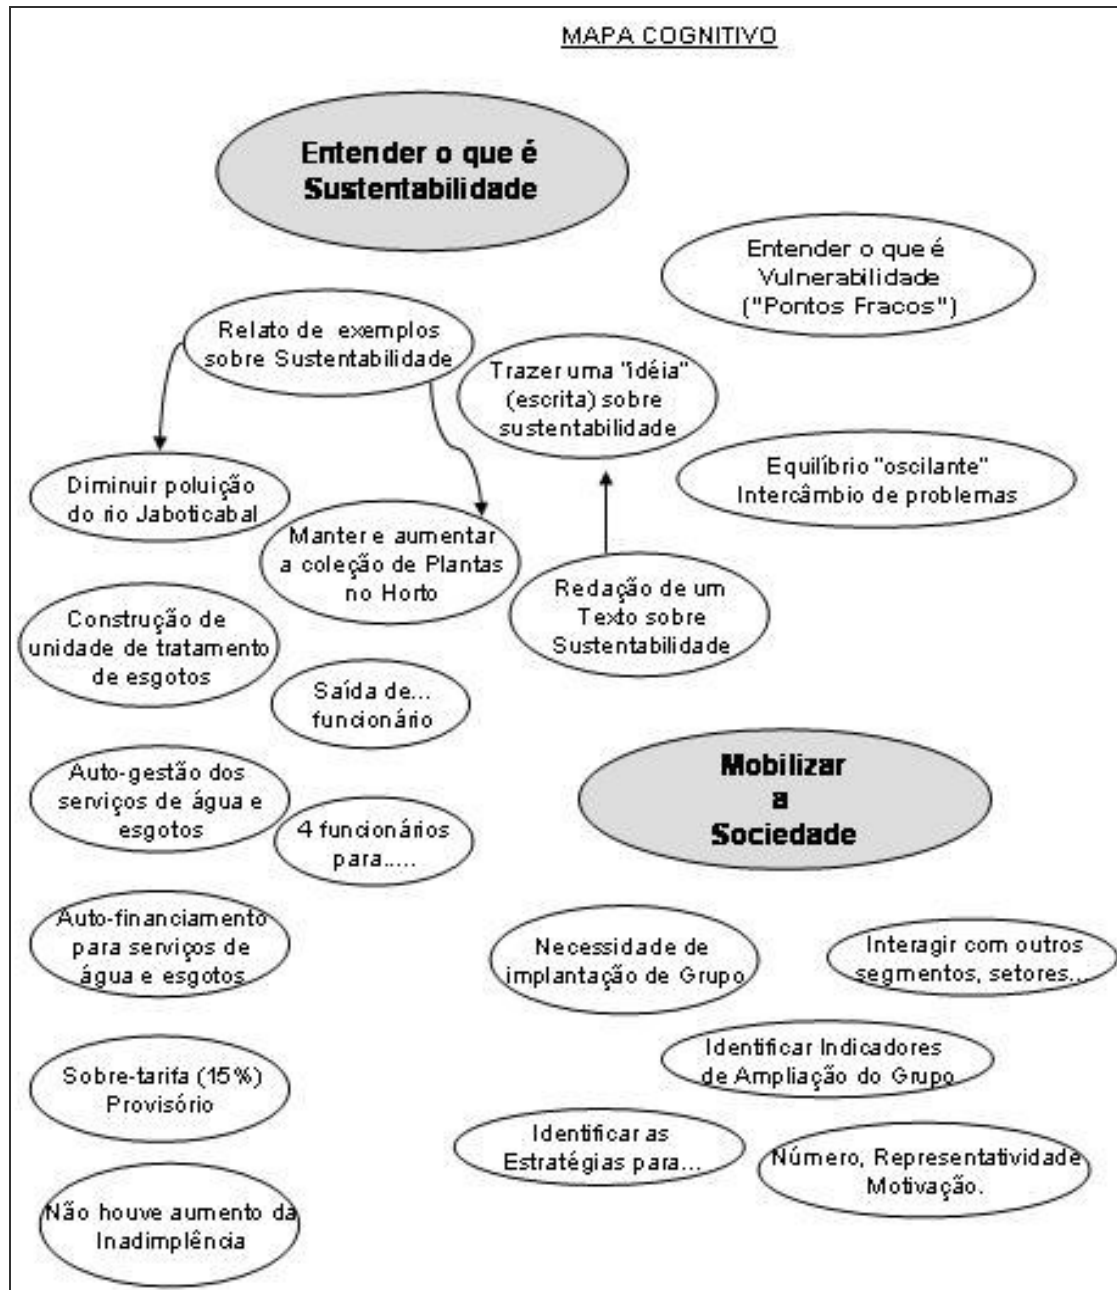 MAPA COGNITIVO
Entender o que é
Sustentabilidade
Entender o que é
Vulnerabilidade
("Pontos Fracos")
Relato de exemplos
sobre Sustentabilidade
Trazer uma "idéia"
(escrita) sobre
sustentabilidade
Equilíbrio "oscilante"
Intercâmbio de problemas
Diminuir poluição
do rio Jaboticabal
Manter e aumentar
a coleção de Plantas
no Horto
Redação de um
Texto sobre
Sustentabilidade
Construção de
unidade de tratamento
de esgotos
Saída de...
funcionário
Auto-gestão dos
serviços de água e
esgotos
4 funcionários
para.....
Mobilizar
a
Sociedade
Auto-financiamento
para serviços de
água e esgotos
Necessidade de
implantação de Grupo
Interagir com outros
segmentos, setores...
Sobre-tarifa (15%)
Provisório
Identificar Indicadores
de Ampliação do Grupo
Identificar as
Estratégias para...
Número, Representatividade
Motivação.
Não houve aumento da
Inadimplência